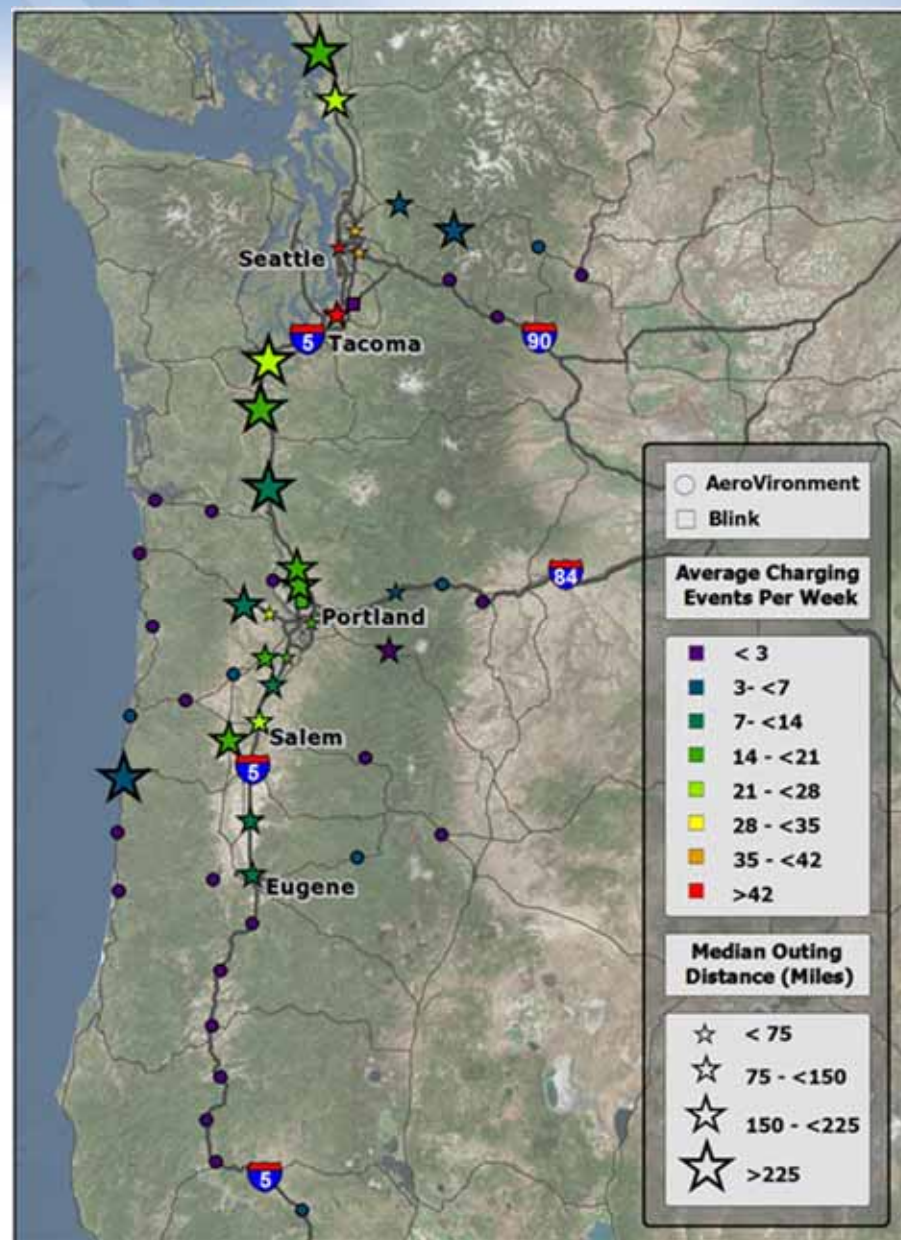 Seattle
5
Tacoma
90
84
Portland
Salem
5
Eugene
5
AeroVironment
Blink
Average Charging
Events Per Week
< 3
3- <7
7- <14
14 - <21
21 - <28
28 - <35
35 - <42
>42
Median Outing
Distance (Miles)
< 75
75 - <150
150 - <225
>225